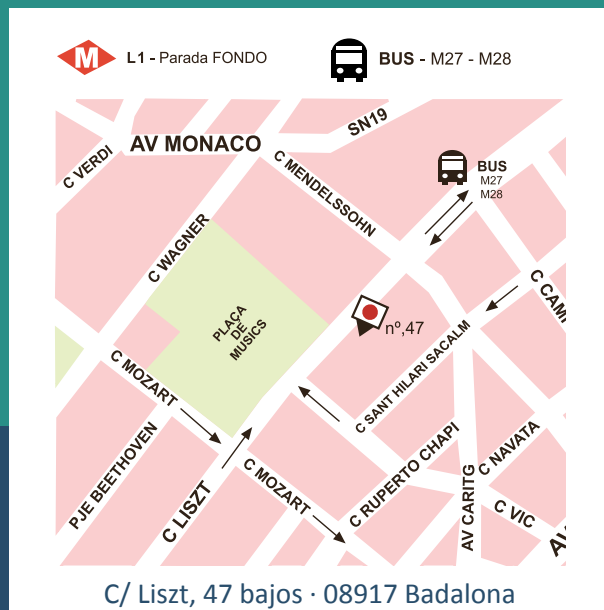 M L1 - Parada FONDO
BUS - M27 - M28
SN19
AV MONACO
C VERDI
C MENDELSSOHN
BUS
M27
M28
C WAGNER
PLAÇA
DE
MUSICS
C CAMP
nº,47
C SANT HILARI SACALM
C MOZART
PJE BEETHOVEN
C LISZT
C MOZART
C RUPERTO CHAPI
C NAVATA
AV CARITG
C VIC
C/ Liszt, 47 bajos · 08917 Badalona